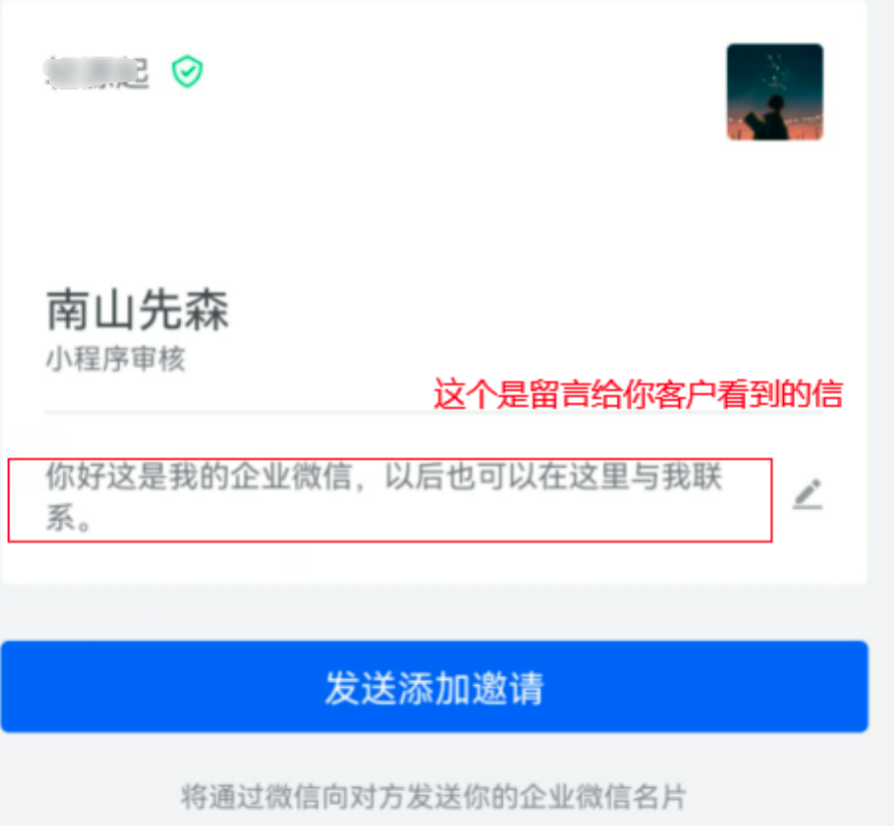 起
南山先森
小程序审核
这个是留言给你客户看到的信
你好这是我的企业微信，以后也可以在这里与我联
系。
发送添加邀请
将通过微信向对方发送你的企业微信名片